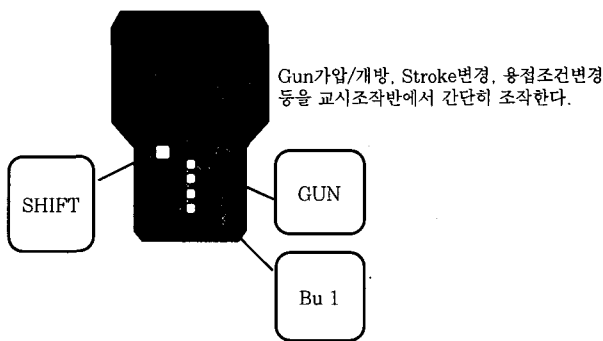 Gun가압/개방, Stroke변경, 용접조건변경
등을 교시조작반에서 간단히 조작한다.
SHIFT
GUN
Bu 1